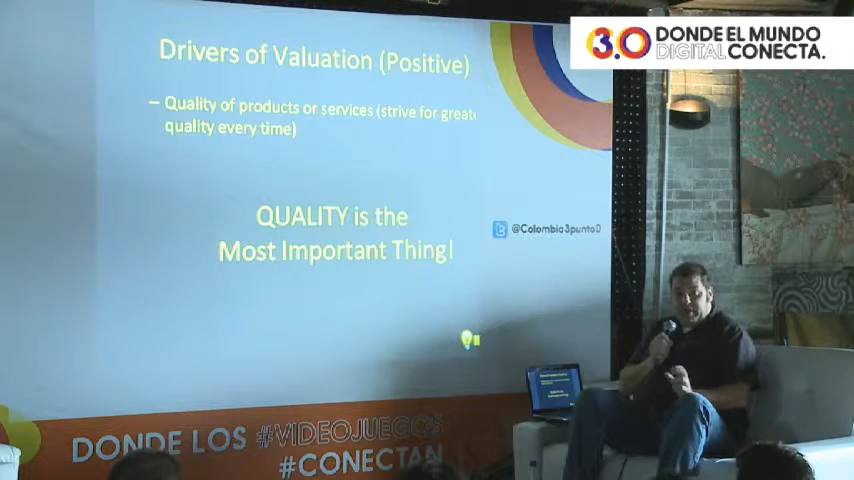 Drivers of Valuation (Positive)
– Quality of products or services (strive for great
quality every time)
QUALITY is the
Most Important Thing!
@Colombia3punto0
3.0 DONDE EL MUNDO
DIGITAL CONECTA.
DONDE LOS #VIDEOJUEGOS
#CONECTAN